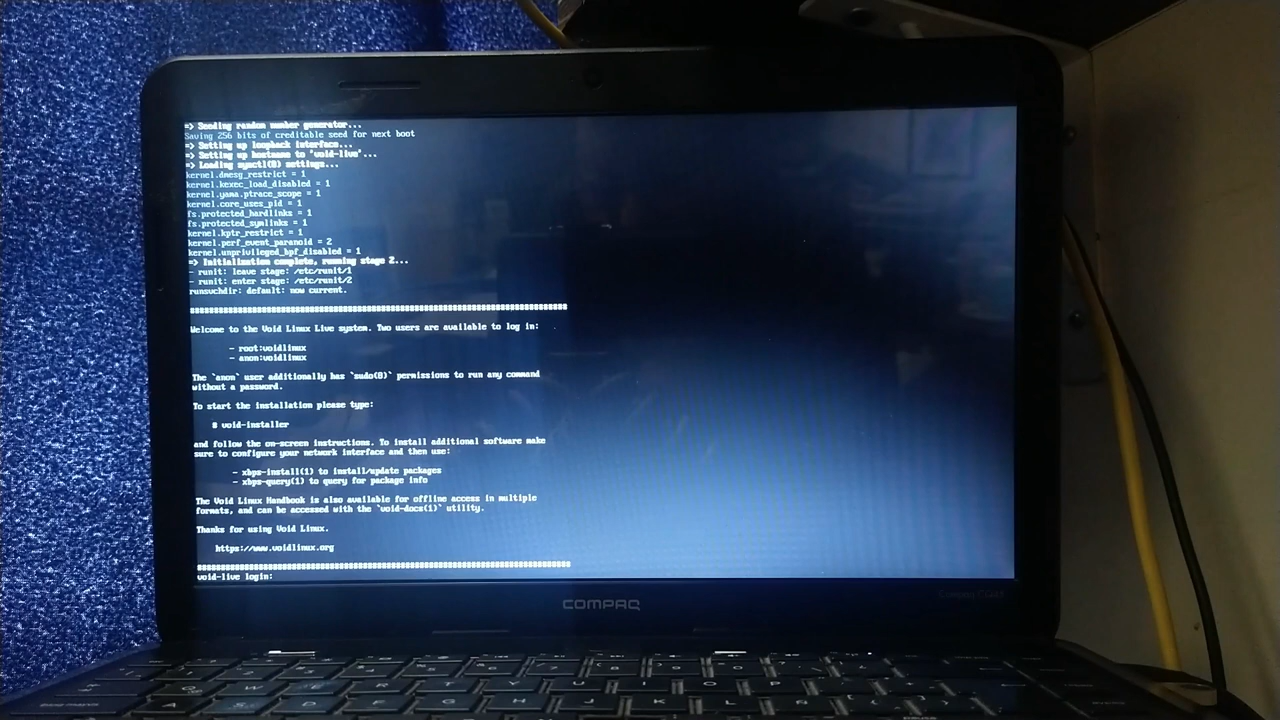 => Seeding random number generator...
Saving 256 bits of creditable seed for next boot
=> Setting up loopback interface...
=> Setting up hostname to 'void-live'...
=> Loading sysctl(8) settings...
kernel.dmesg_restrict = 1
kernel.kexec_load_disabled = 1
kernel.yama.ptrace_scope = 1
kernel.core_uses_pid = 1
fs.protected_hardlinks = 1
fs.protected_symlinks = 1
kernel.kptr_restrict = 1
kernel.perf_event_paranoid = 2
kernel.unprivileged_bpf_disabled = 1
=> Initialization complete, running stage 2...
- runit: leave stage: /etc/runit/1
- runit: enter stage: /etc/runit/2
runsvchdir: default: now current.
Welcome to the Void Linux Live system. Two users are available to log in:
- root:voidlinux
- anon:voidlinux
The `anon` user additionally has `sudo(8)` permissions to run any command
without a password.
To start the installation please type:
# void-installer
and follow the on-screen instructions. To install additional software make
sure to configure your network interface and then use:
- xbps-install(1) to install/update packages
- xbps-query(1) to query for package info
The Void Linux Handbook is also available for offline access in multiple
formats, and can be accessed with the `void-docs(1)` utility.
Thanks for using Void Linux.
https://www.voidlinux.org
void-live login:
COMPAQ
Q W E R T Y U I O P
A S D F G H J K L Ñ